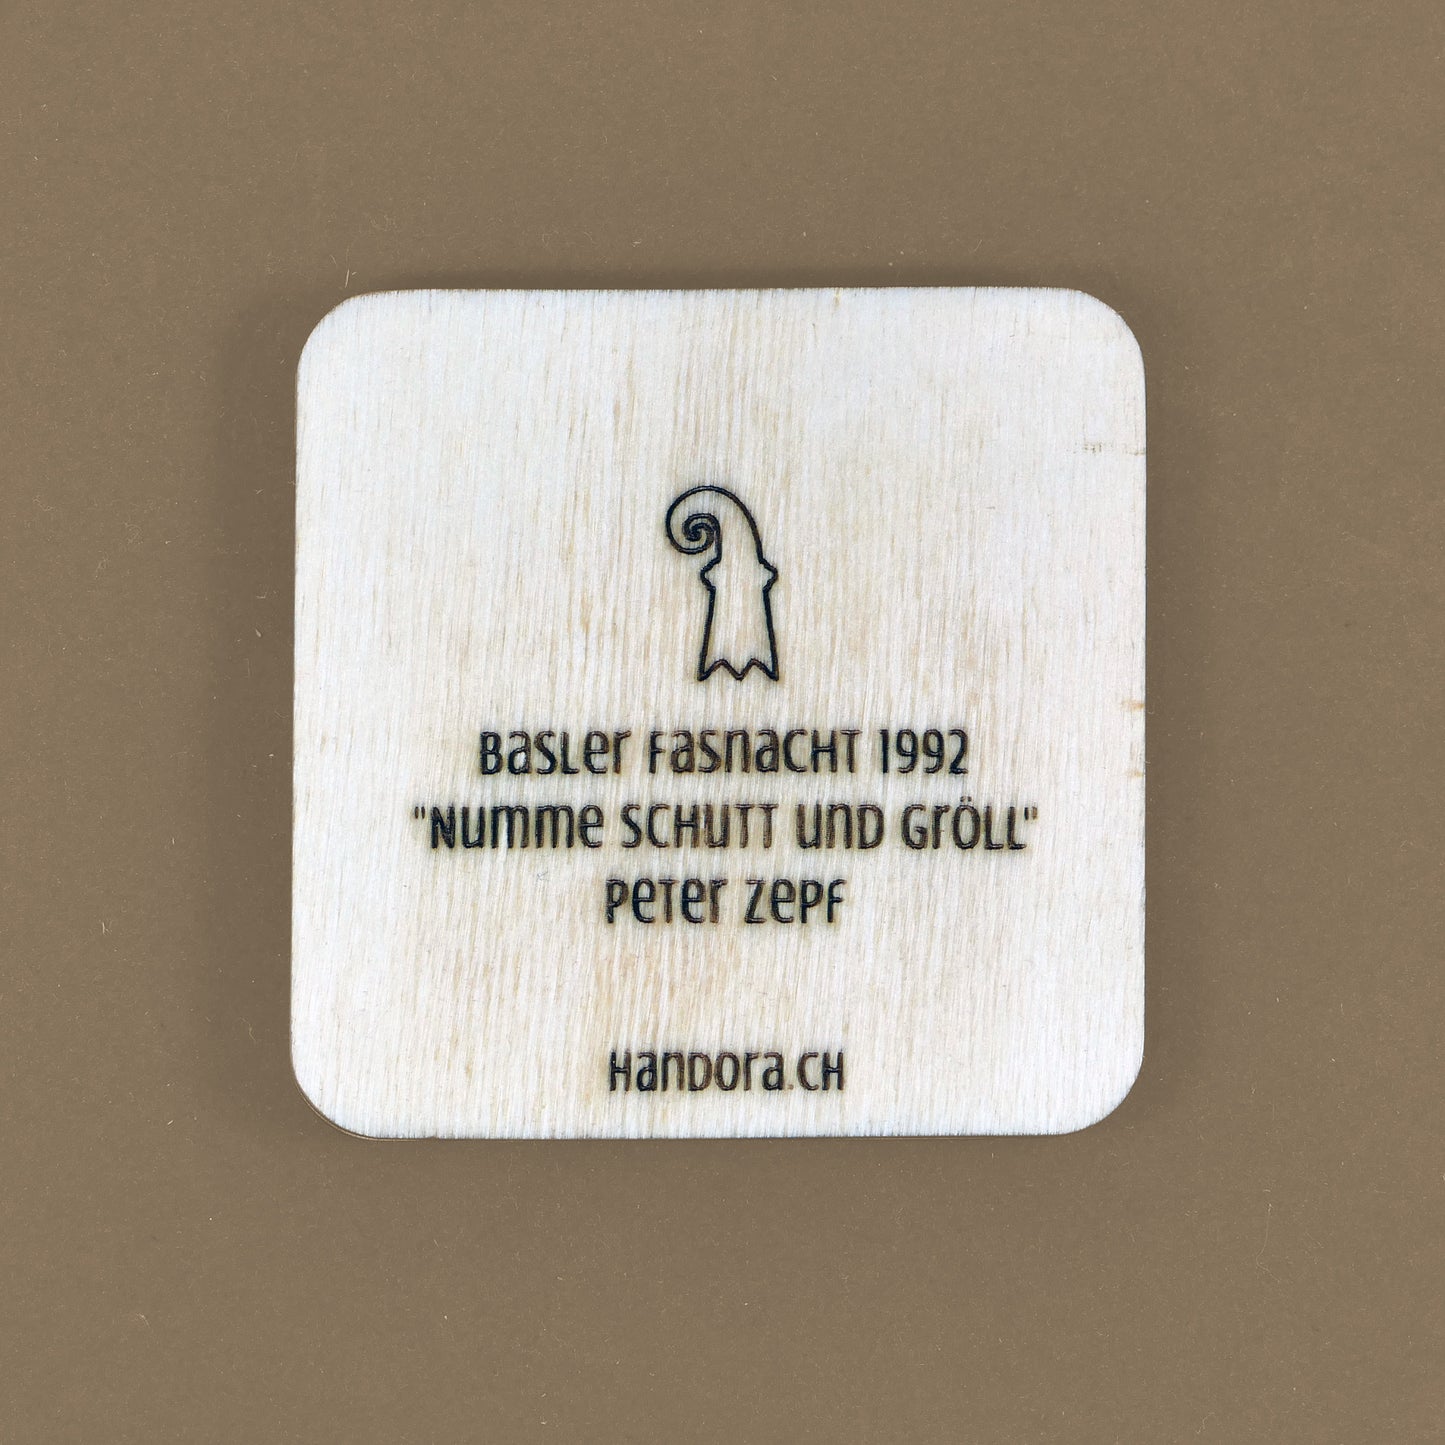 Basler Fasnacht 1992
"Numme Schutt und Gröll"
Peter Zepf
Handora.ch